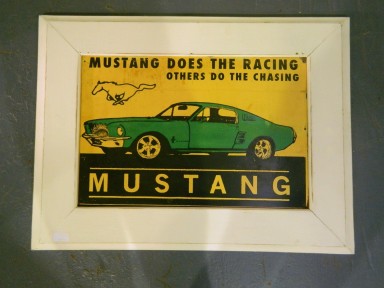 MUSTANG DOES THE RACING
OTHERS DO THE CHASING
MUSTANG